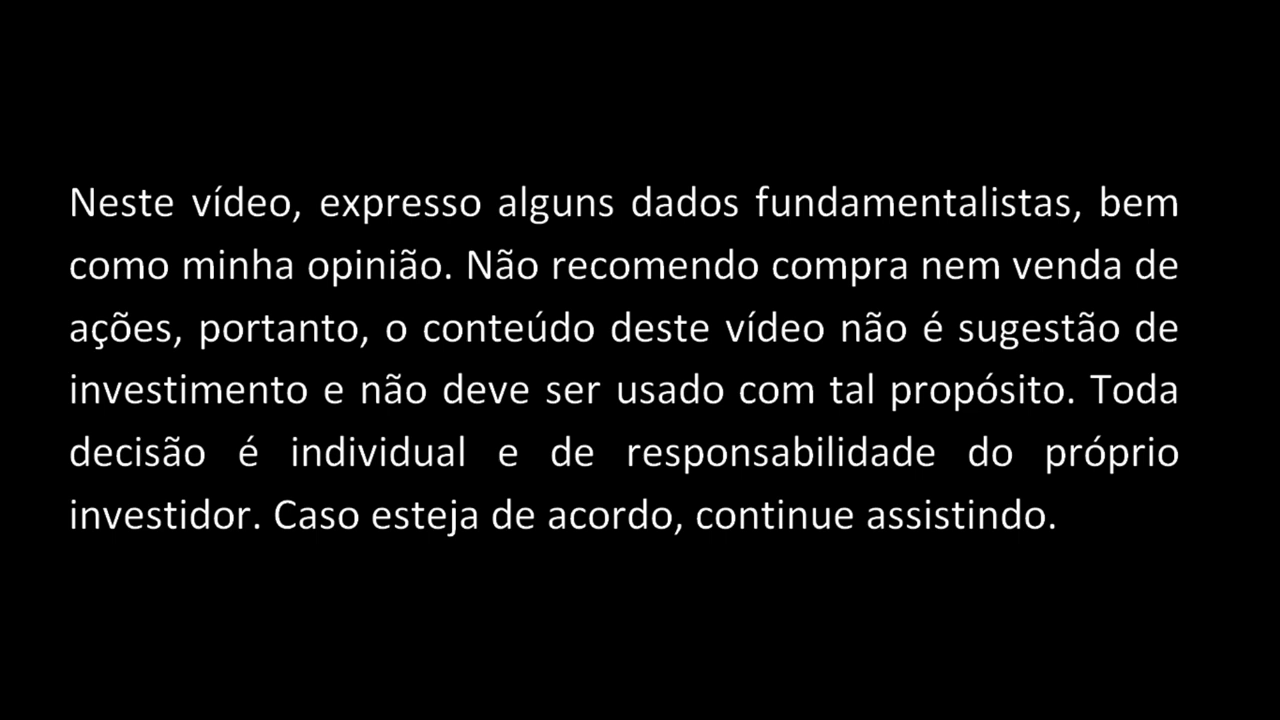 Neste vídeo, expresso alguns dados fundamentalistas, bem
como minha opinião. Não recomendo compra nem venda de
ações, portanto, o conteúdo deste vídeo não é sugestão de
investimento e não deve ser usado com tal propósito. Toda
decisão é individual e de responsabilidade do próprio
investidor. Caso esteja de acordo, continue assistindo.